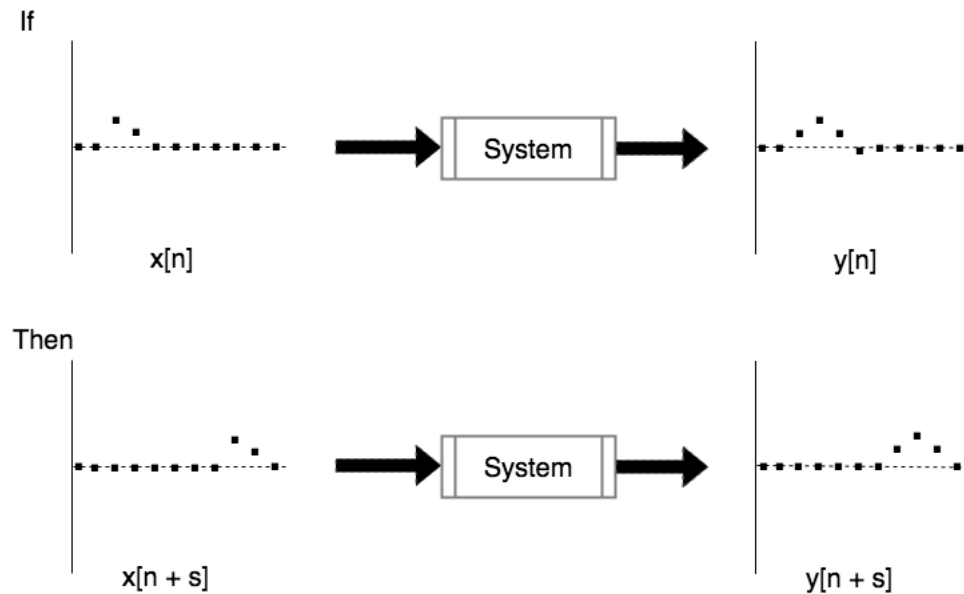 If
System
x[n]
y[n]
Then
System
x[n + s]
y[n + s]